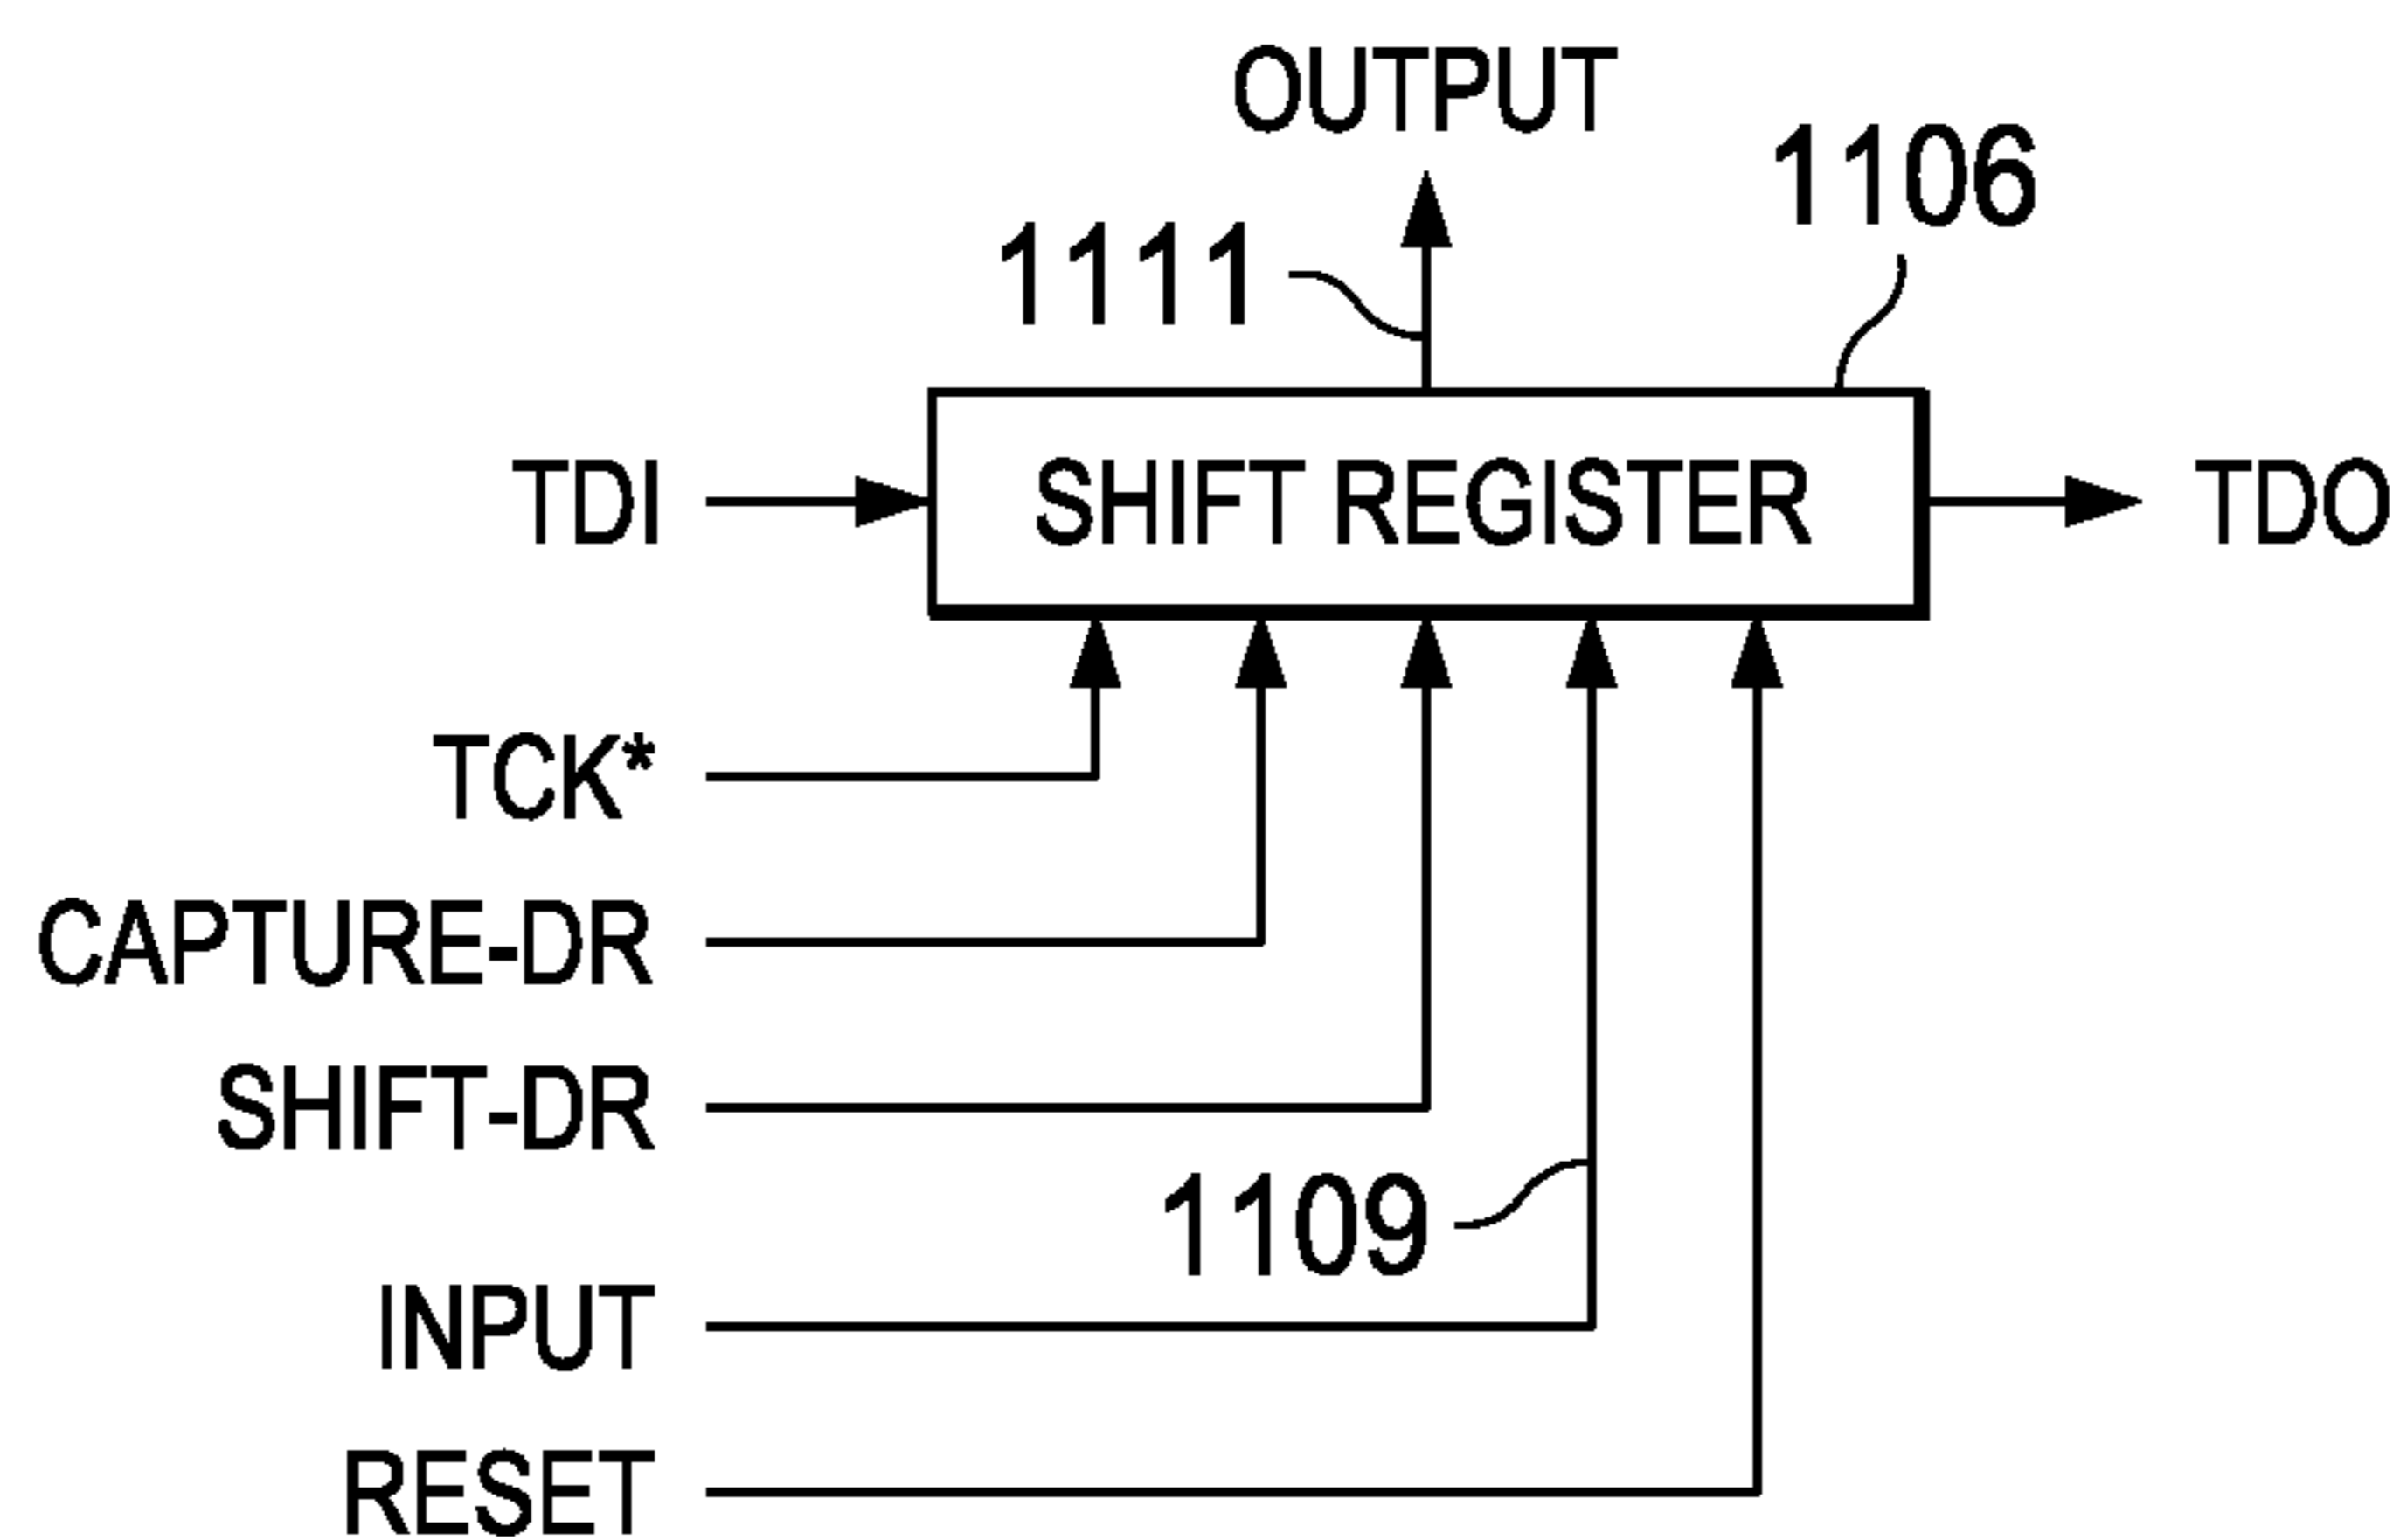 OUTPUT
1106
1111
TDI
SHIFT REGISTER
TDO
TCK*
CAPTURE-DR
SHIFT-DR
1109
INPUT
RESET